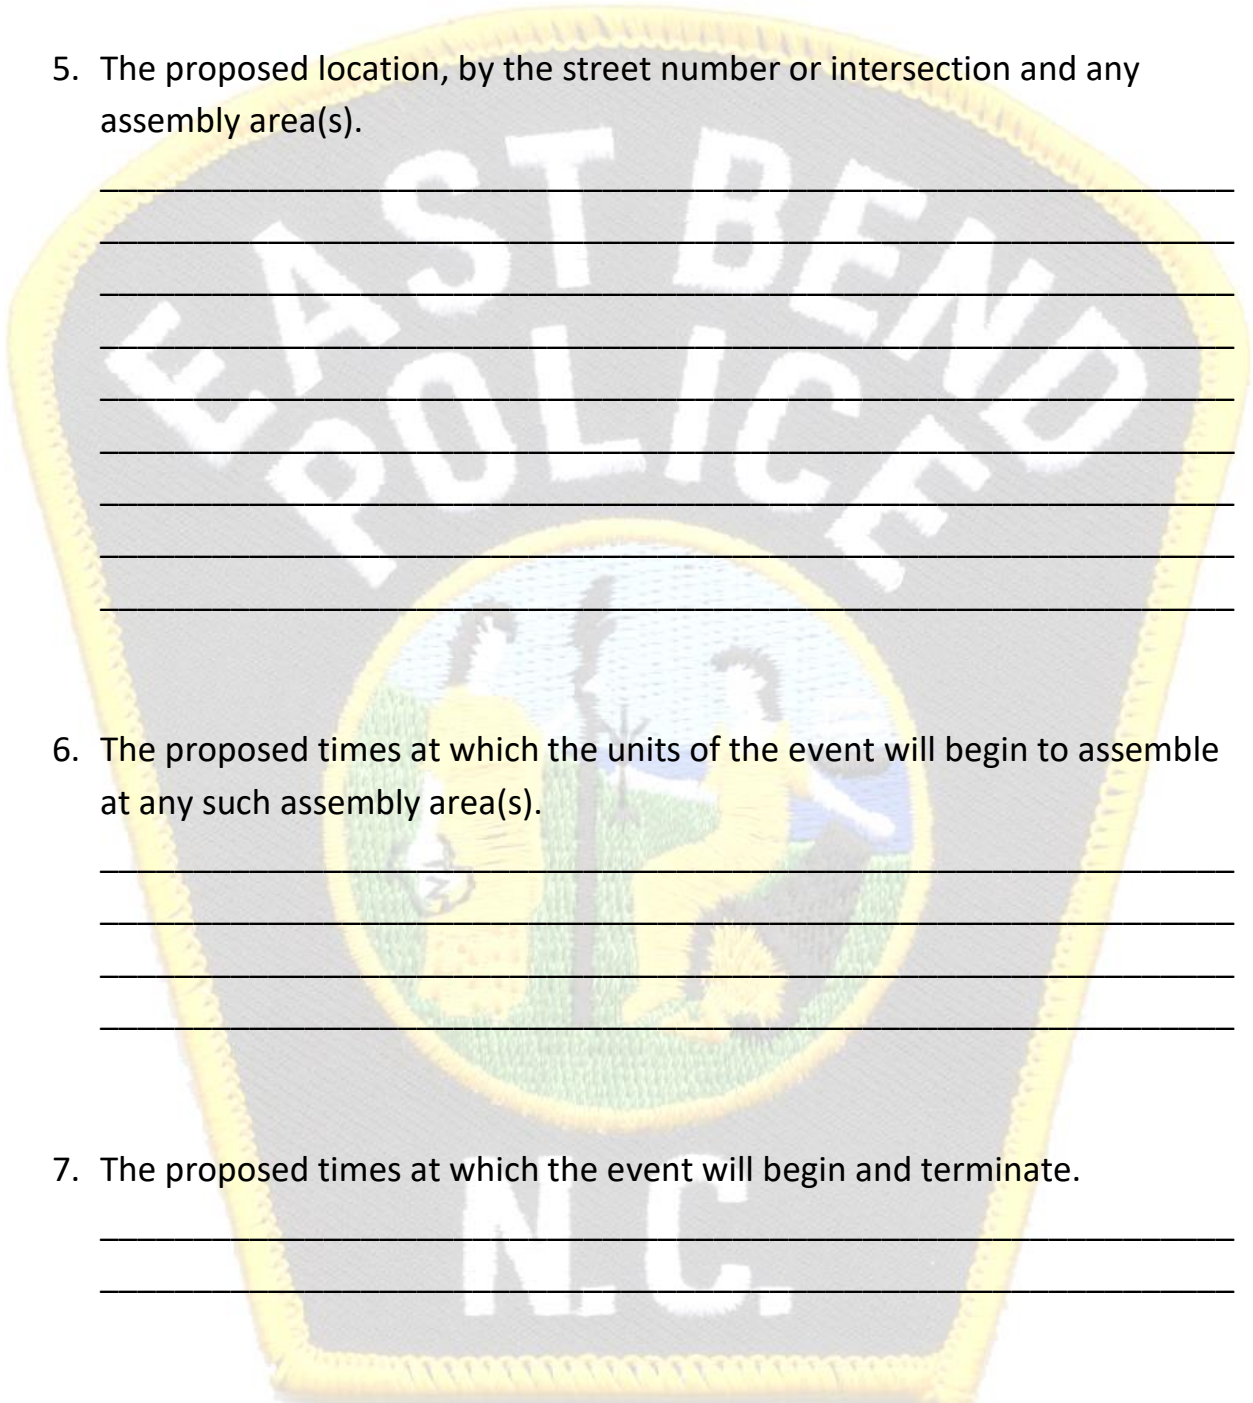 5. The proposed location, by the street number or intersection and any
assembly area(s).
EAST BEND
POLICE
6. The proposed times at which the units of the event will begin to assemble
at any such assembly area(s).
7. The proposed times at which the event will begin and terminate.
N.C.